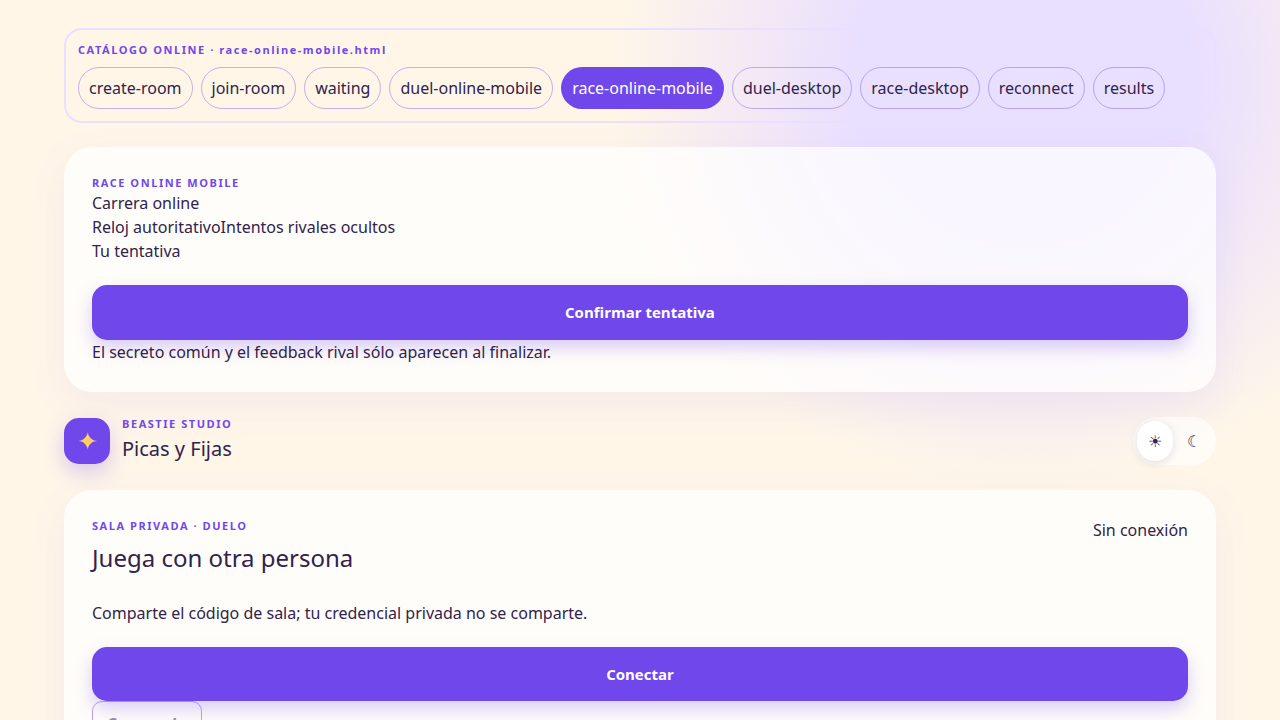 CATÁLOGO ONLINE · race-online-mobile.html
create-room join-room waiting duel-online-mobile race-online-mobile duel-desktop race-desktop reconnect results
RACE ONLINE MOBILE
Carrera online
Reloj autoritativoIntentos rivales ocultos
Tu tentativa
Confirmar tentativa
El secreto común y el feedback rival sólo aparecen al finalizar.
BEASTIE STUDIO
Picas y Fijas
SALA PRIVADA · DUELO
Sin conexión
Juega con otra persona
Comparte el código de sala; tu credencial privada no se comparte.
Conectar